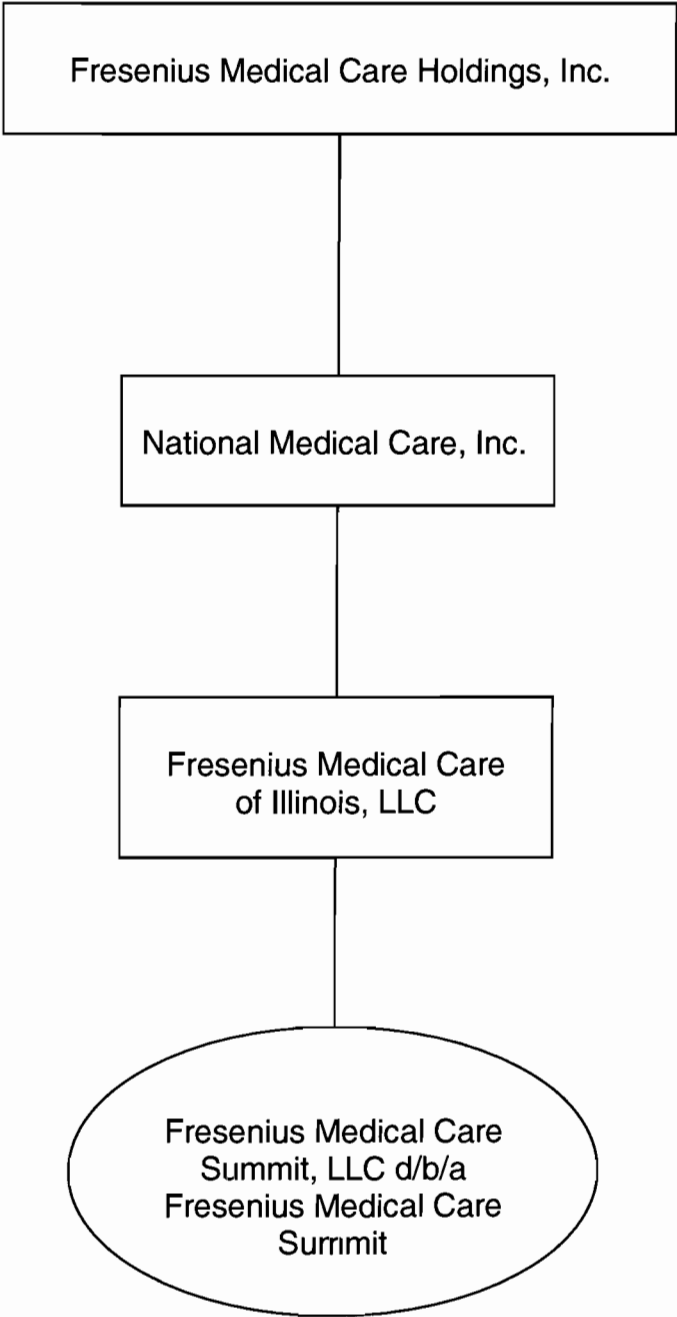 Fresenius Medical Care Holdings, Inc.
National Medical Care, Inc.
Fresenius Medical Care
of Illinois, LLC
Fresenius Medical Care
Summit, LLC d/b/a
Fresenius Medical Care
Summit